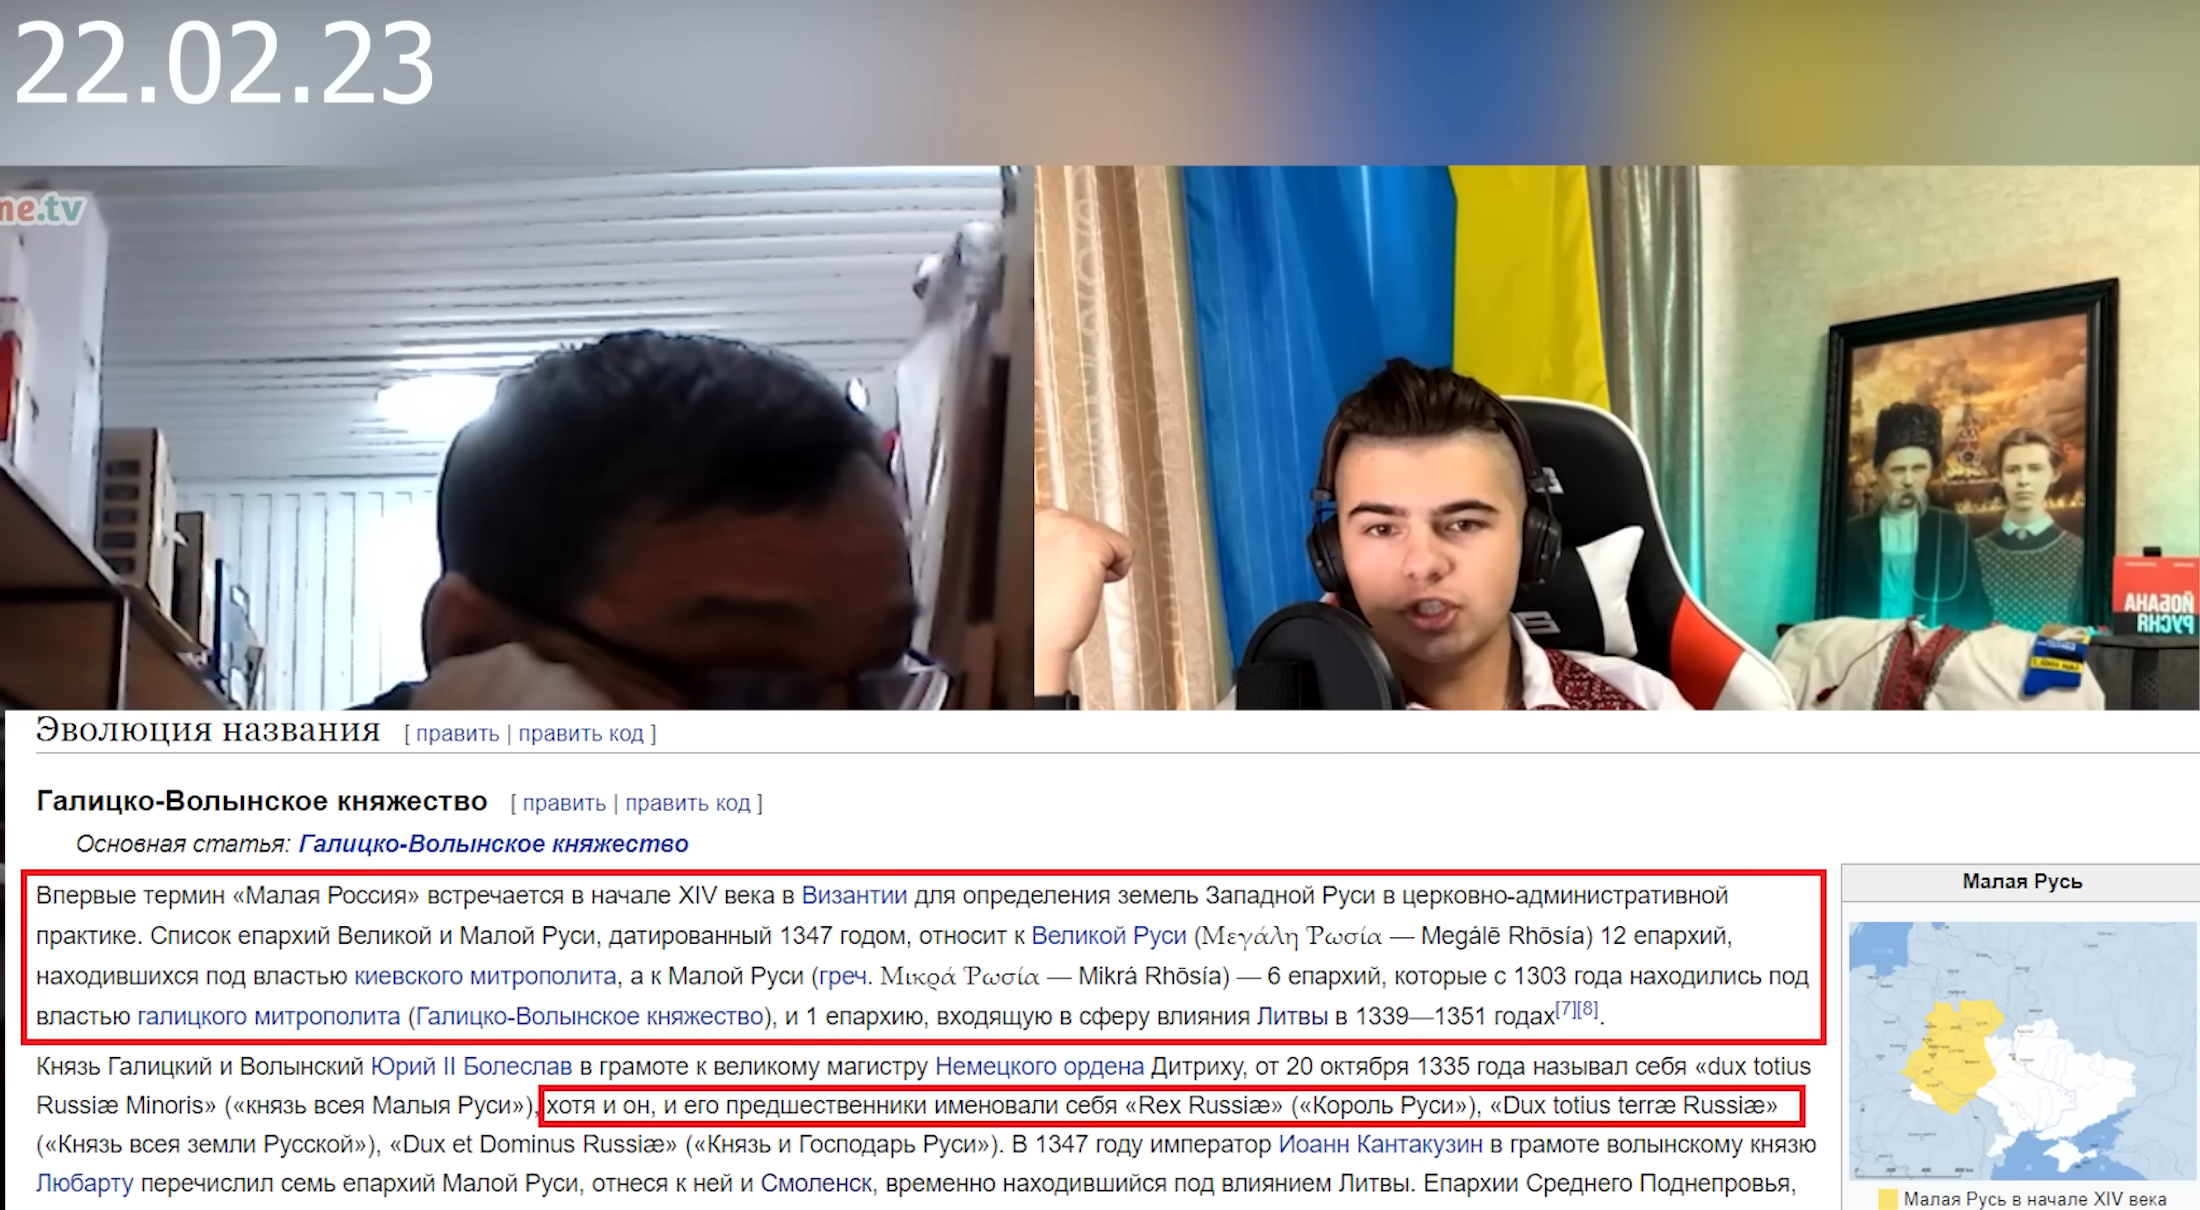 22.02.23
me.tv
ЙОБАНА
РУСНЯ
Эволюция названия [ править | править код ]
Галицко-Волынское княжество [ править | править код ]
Основная статья: Галицко-Волынское княжество
Впервые термин «Малая Россия» встречается в начале XIV века в Византии для определения земель Западной Руси в церковно-административной
практике. Список епархий Великой и Малой Руси, датированный 1347 годом, относит к Великой Руси (Μεγάλη Ῥωσία — Megálē Rhōsía) 12 епархий,
находившихся под властью киевского митрополита, а к Малой Руси (греч. Μικρά Ῥωσία — Mikrá Rhōsía) — 6 епархий, которые с 1303 года находились под
властью галицкого митрополита (Галицко-Волынское княжество), и 1 епархию, входящую в сферу влияния Литвы в 1339—1351 годах[7][8].
Князь Галицкий и Волынский Юрий II Болеслав в грамоте к великому магистру Немецкого ордена Дитриху, от 20 октября 1335 года называл себя «dux totius
Russiæ Minoris» («князь всея Малыя Руси»), хотя и он, и его предшественники именовали себя «Rex Russiæ» («Король Руси»), «Dux totius terræ Russiæ»
(«Князь всея земли Русской»), «Dux et Dominus Russiæ» («Князь и Господарь Руси»). В 1347 году император Иоанн Кантакузин в грамоте волынскому князю
Любарту перечислил семь епархий Малой Руси, отнеся к ней и Смоленск, временно находившийся под влиянием Литвы. Епархии Среднего Поднепровья,
Малая Русь
Малая Русь в начале XIV века